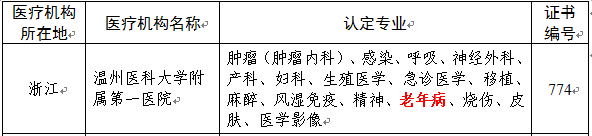 医疗机构
所在地
医疗机构名称
认定专业
证书
编号
浙江
温州医科大学附
属第一医院
肿瘤（肿瘤内科）、感染、呼吸、神经外科、
产科、妇科、生殖医学、急诊医学、移植、
麻醉、风湿免疫、精神、老年病、烧伤、皮
肤、医学影像
774